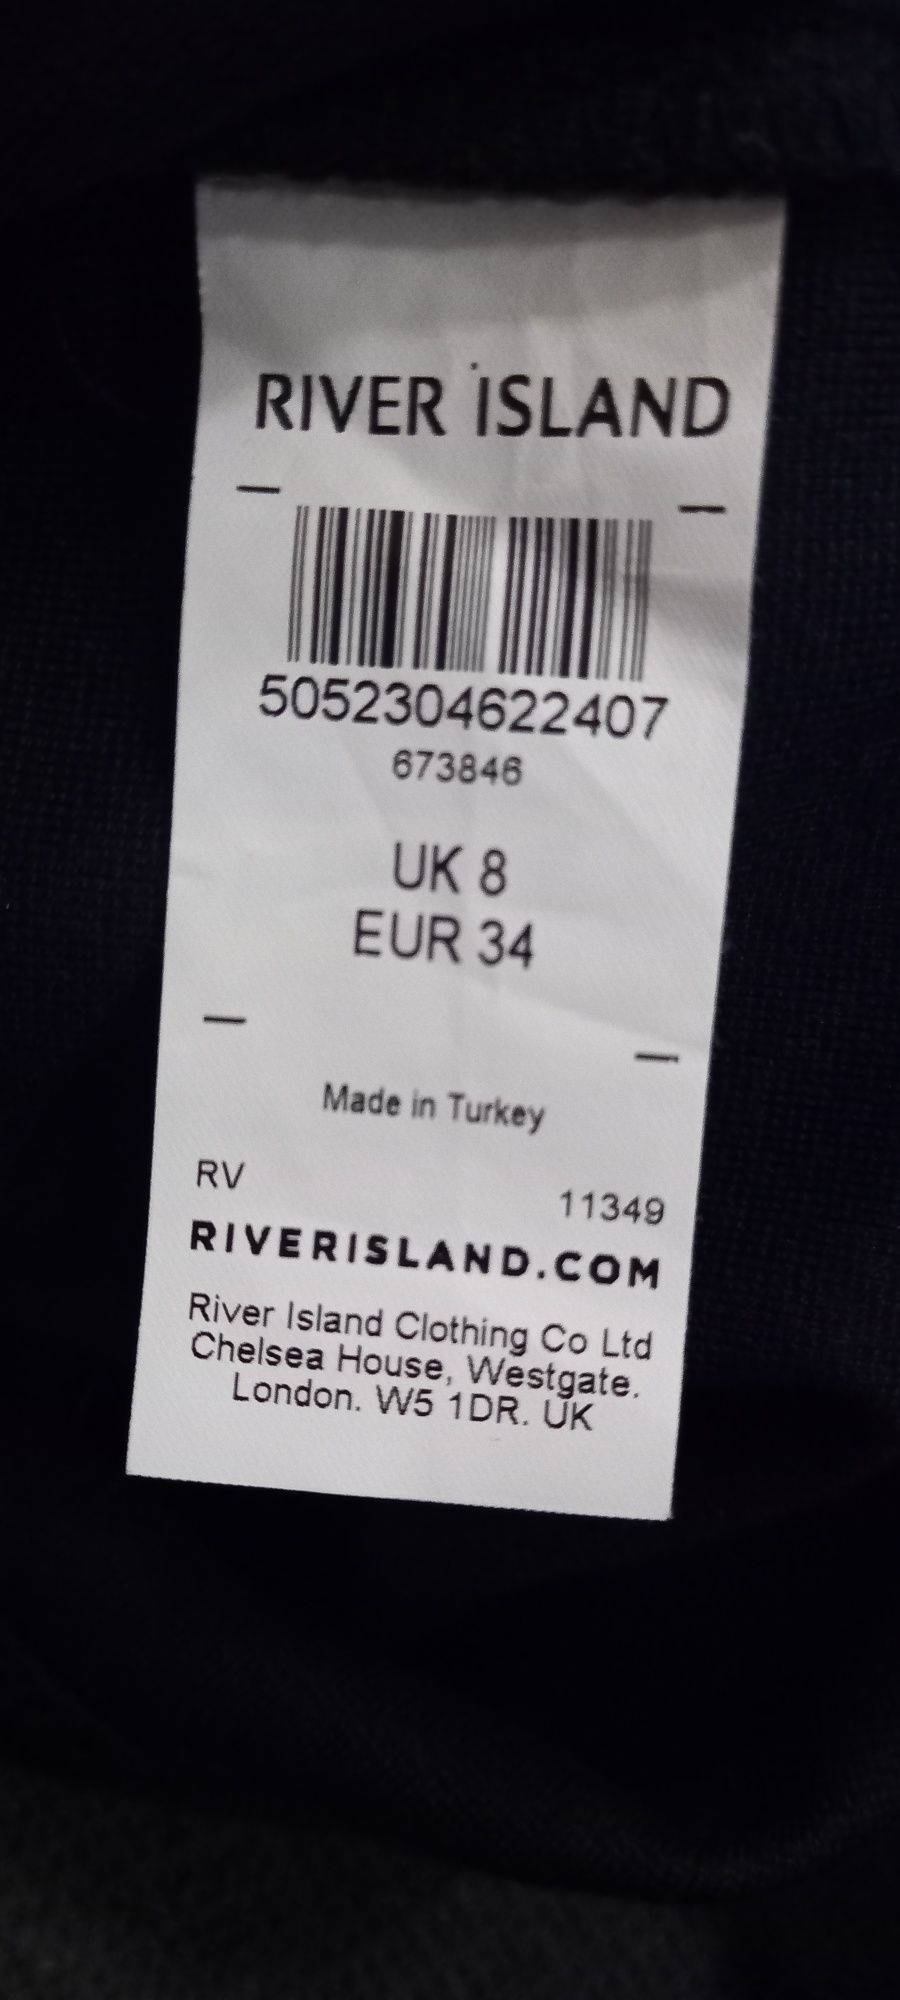 RIVER ISLAND
5052304622407
673846
UK 8
EUR 34
Made in Turkey
RV 11349
RIVERISLAND.COM
River Island Clothing Co Ltd
Chelsea House, Westgate.
London. W5 1DR. UK